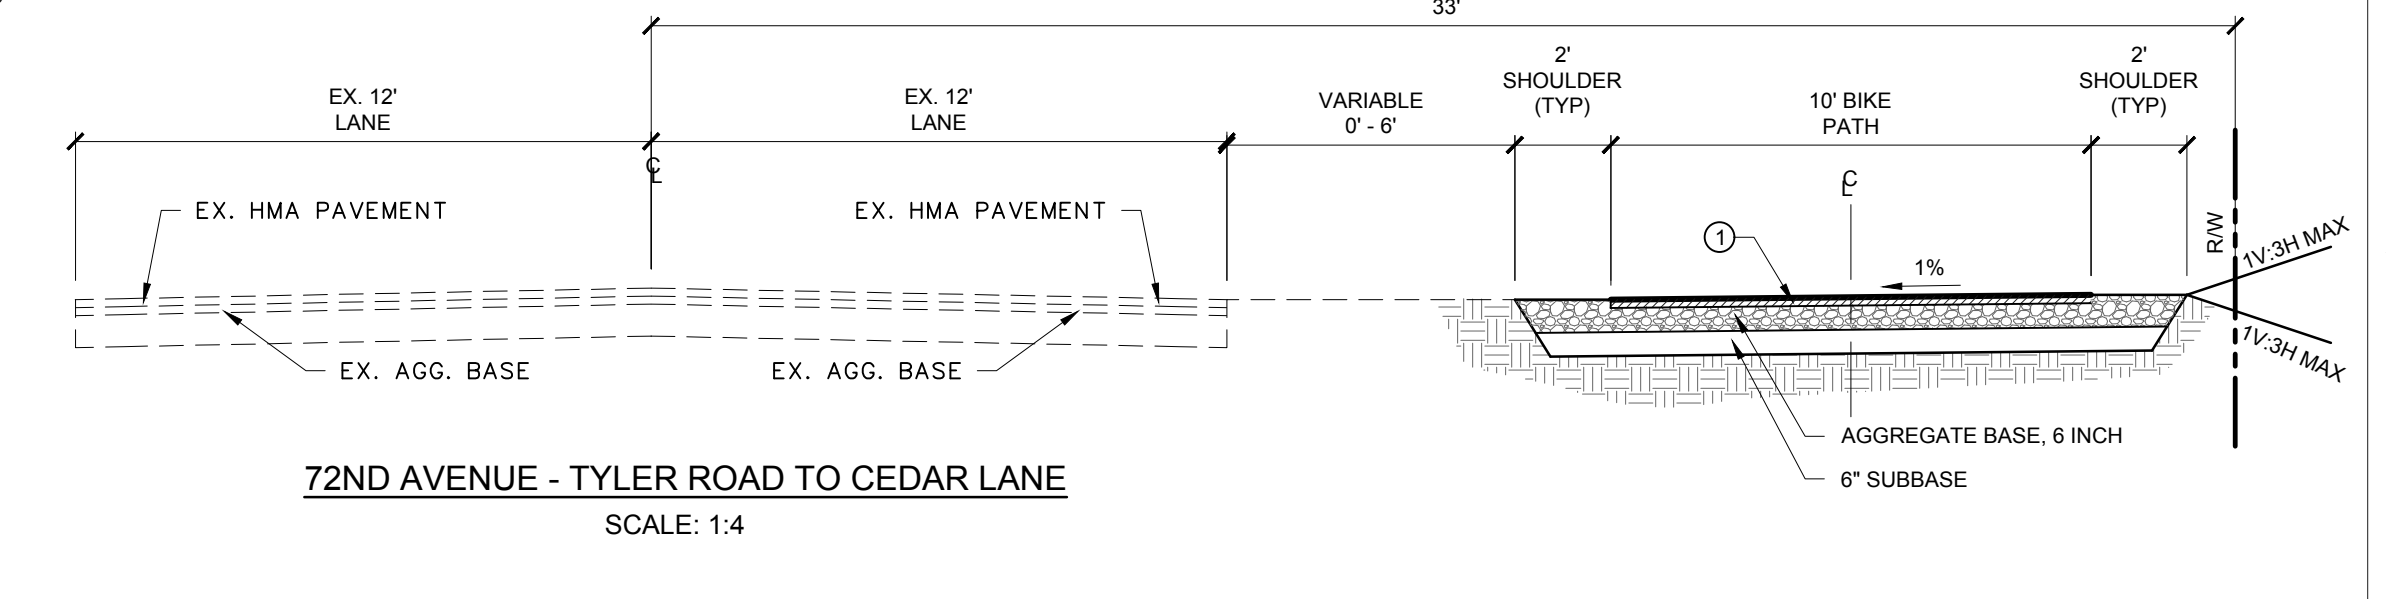 33'
EX. 12'
LANE
EX. 12'
LANE
VARIABLE
0' - 6'
2'
SHOULDER
(TYP)
10' BIKE
PATH
2'
SHOULDER
(TYP)
CL
CL
EX. HMA PAVEMENT
EX. HMA PAVEMENT
1
1%
R/W
1V:3H MAX
1V:3H MAX
EX. AGG. BASE
EX. AGG. BASE
AGGREGATE BASE, 6 INCH
6" SUBBASE
72ND AVENUE - TYLER ROAD TO CEDAR LANE
SCALE: 1:4